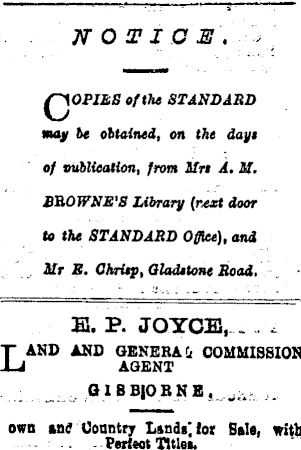 NOTICE.
COPIES of the STANDARD
may be obtained, on the days
of publication, from Mrs A. M.
BROWNE'S Library (next door
to the STANDARD Office), and
Mr E. Chrisp, Gladstone Road.
E. P. JOYCE,
LAND AND GENERAL COMMISSION
AGENT
GISBORNE.
own and Country Lands for Sale, with
Perfect Titles.